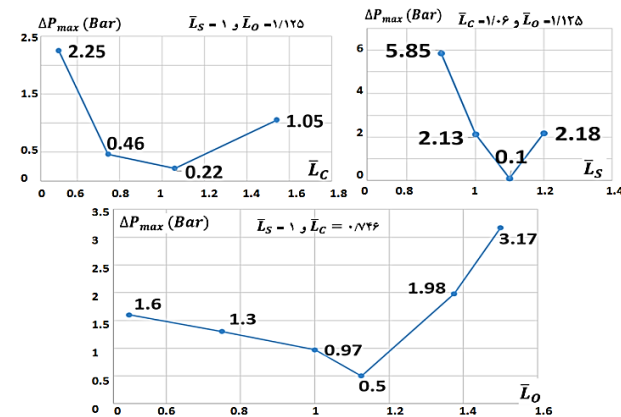 ΔP_max (Bar)
L̅_S = ۱ و L̅_O = ۱/۱۲۵
2.5
2.25
1.5
0.46
1.05
0.5
0.22
L̅_C
0
0 0.6 0.8 1 1.2 1.4 1.6 1.8
ΔP_max (Bar)
L̅_C = ۱/۰۶ و L̅_O = ۱/۱۲۵
6
5.85
4
2.13
2.18
2
0.1
L̅_S
0
0 0.8 1 1.2 1.4
3.5
ΔP_max (Bar)
L̅_S = ۱ و L̅_C = ۰/۷۴۶
3.17
2.5
2
1.98
1.6
1.5
1.3
1
0.97
0.5
0.5
L̅_O
0
0 0.6 0.8 1 1.2 1.4 1.6